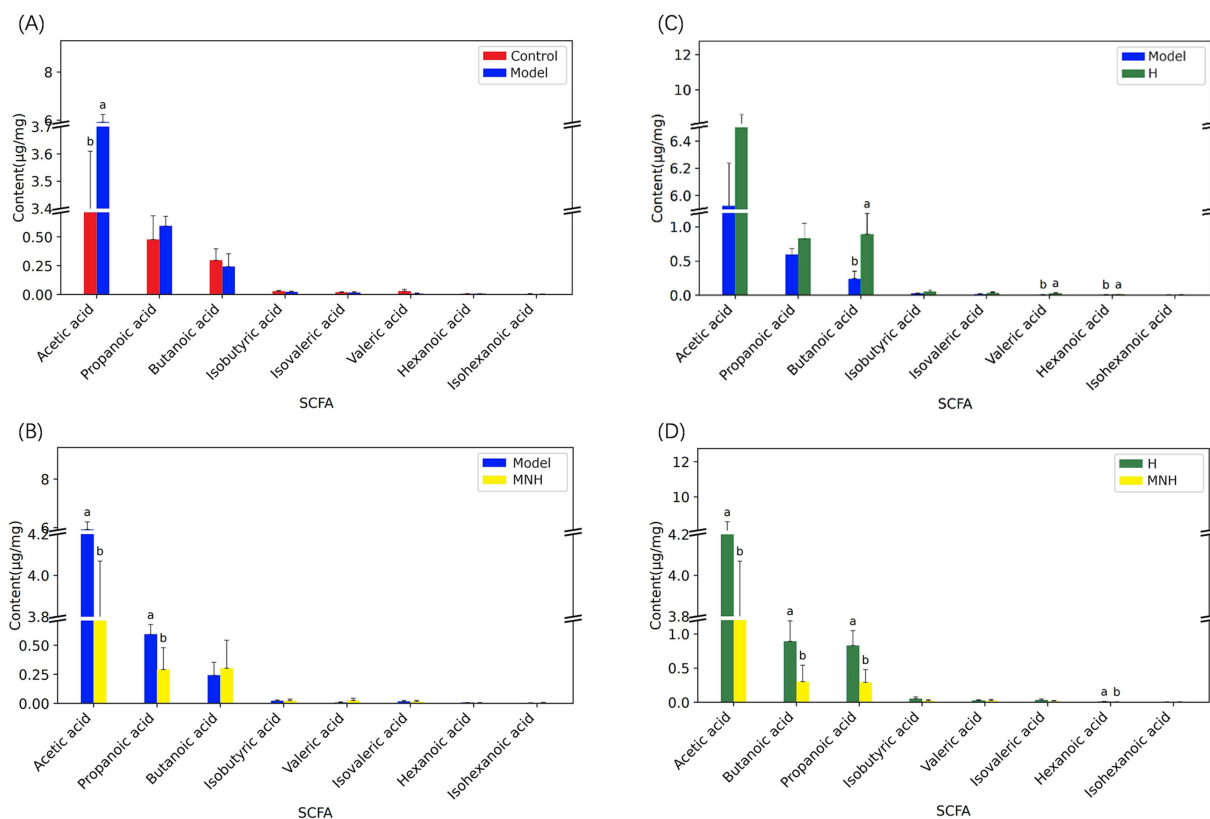 (A)
Control
Model
8
6
3.7
3.6
3.5
3.4
0.50
0.25
0.00
Content(μg/mg)
b
a
Acetic acid
Propanoic acid
Butanoic acid
Isobutyric acid
Isovaleric acid
Valeric acid
Hexanoic acid
Isohexanoic acid
SCFA
(C)
Model
H
12
10
6.4
6.2
6.0
1.0
0.5
0.0
Content(μg/mg)
b
a
b
a
b
a
Acetic acid
Propanoic acid
Butanoic acid
Isobutyric acid
Isovaleric acid
Valeric acid
Hexanoic acid
Isohexanoic acid
SCFA
(B)
Model
MNH
8
6
4.2
4.0
3.8
0.50
0.25
0.00
Content(μg/mg)
a
b
a
b
Acetic acid
Propanoic acid
Butanoic acid
Isobutyric acid
Valeric acid
Isovaleric acid
Hexanoic acid
Isohexanoic acid
SCFA
(D)
H
MNH
12
10
4.2
4.0
3.8
1.0
0.5
0.0
Content(μg/mg)
a
b
a
b
a
b
a
b
Acetic acid
Butanoic acid
Propanoic acid
Isobutyric acid
Valeric acid
Isovaleric acid
Hexanoic acid
Isohexanoic acid
SCFA